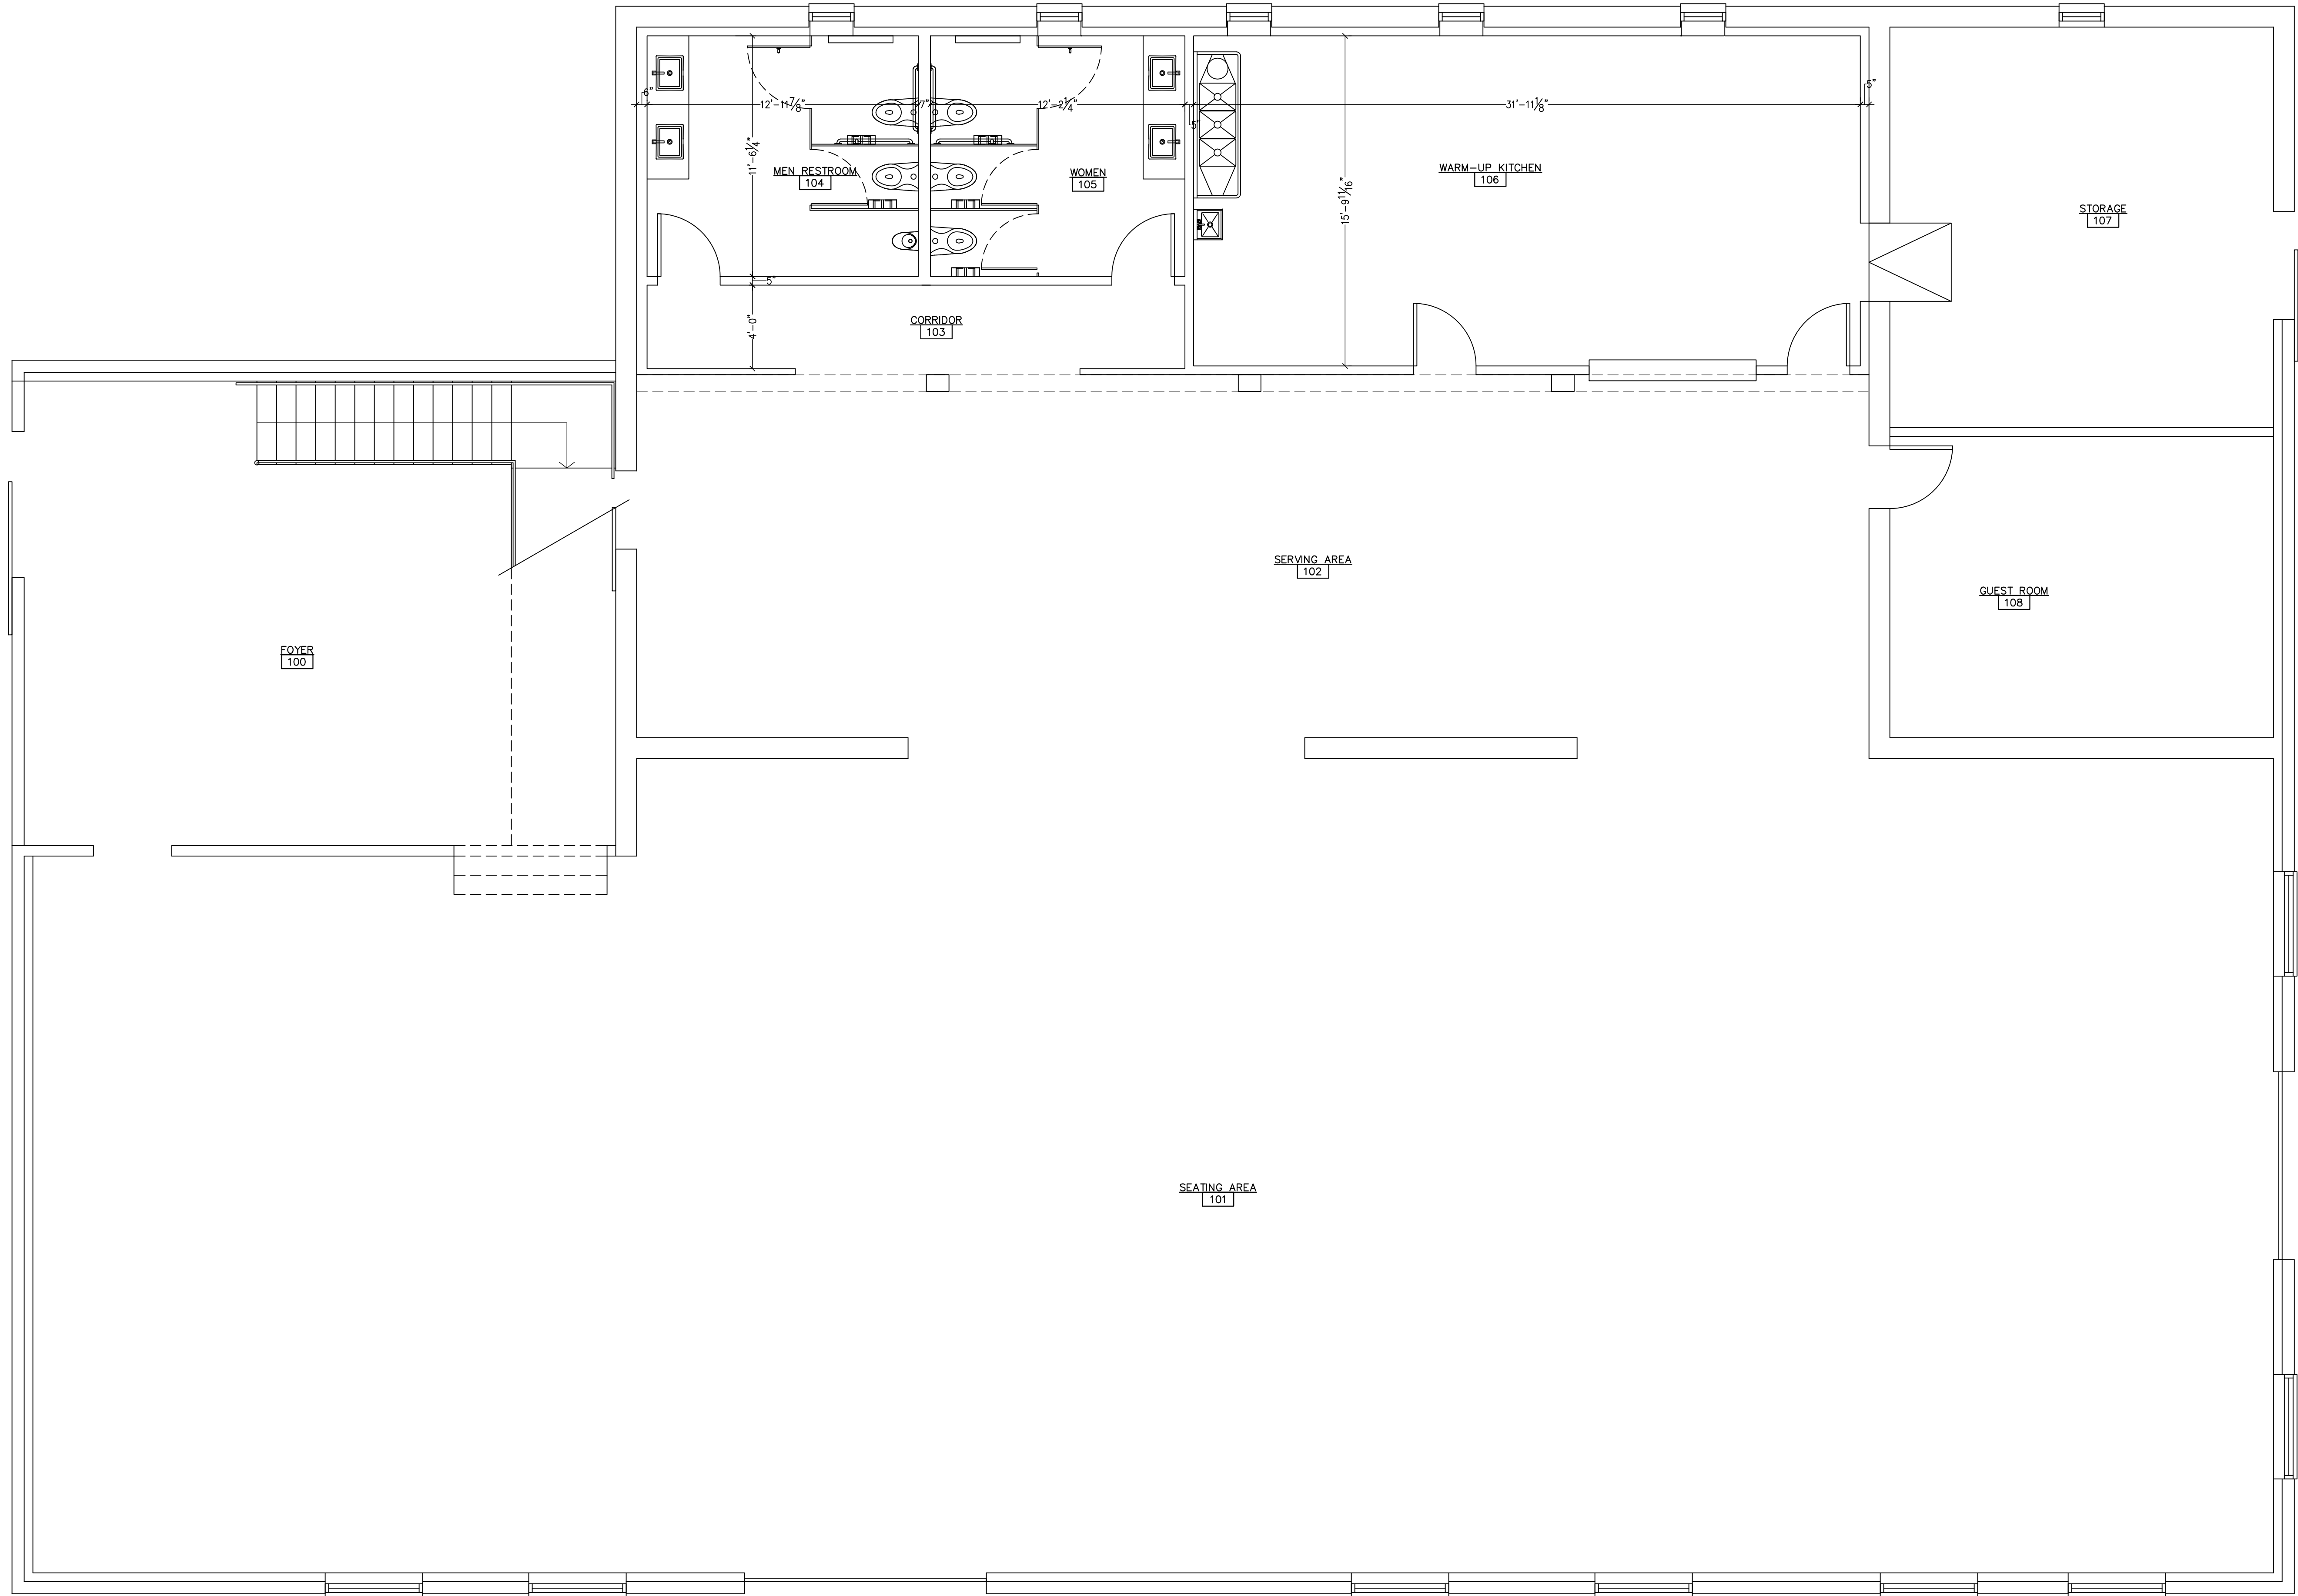 6"
12'-11 7/8"
7"
12'-2 1/4"
5"
31'-11 1/8"
5"
11'-6 1/4"
15'-9 11/16"
MEN RESTROOM
104
WOMEN
105
WARM-UP KITCHEN
106
STORAGE
107
5"
4'-0"
CORRIDOR
103
SERVING AREA
102
GUEST ROOM
108
FOYER
100
SEATING AREA
101